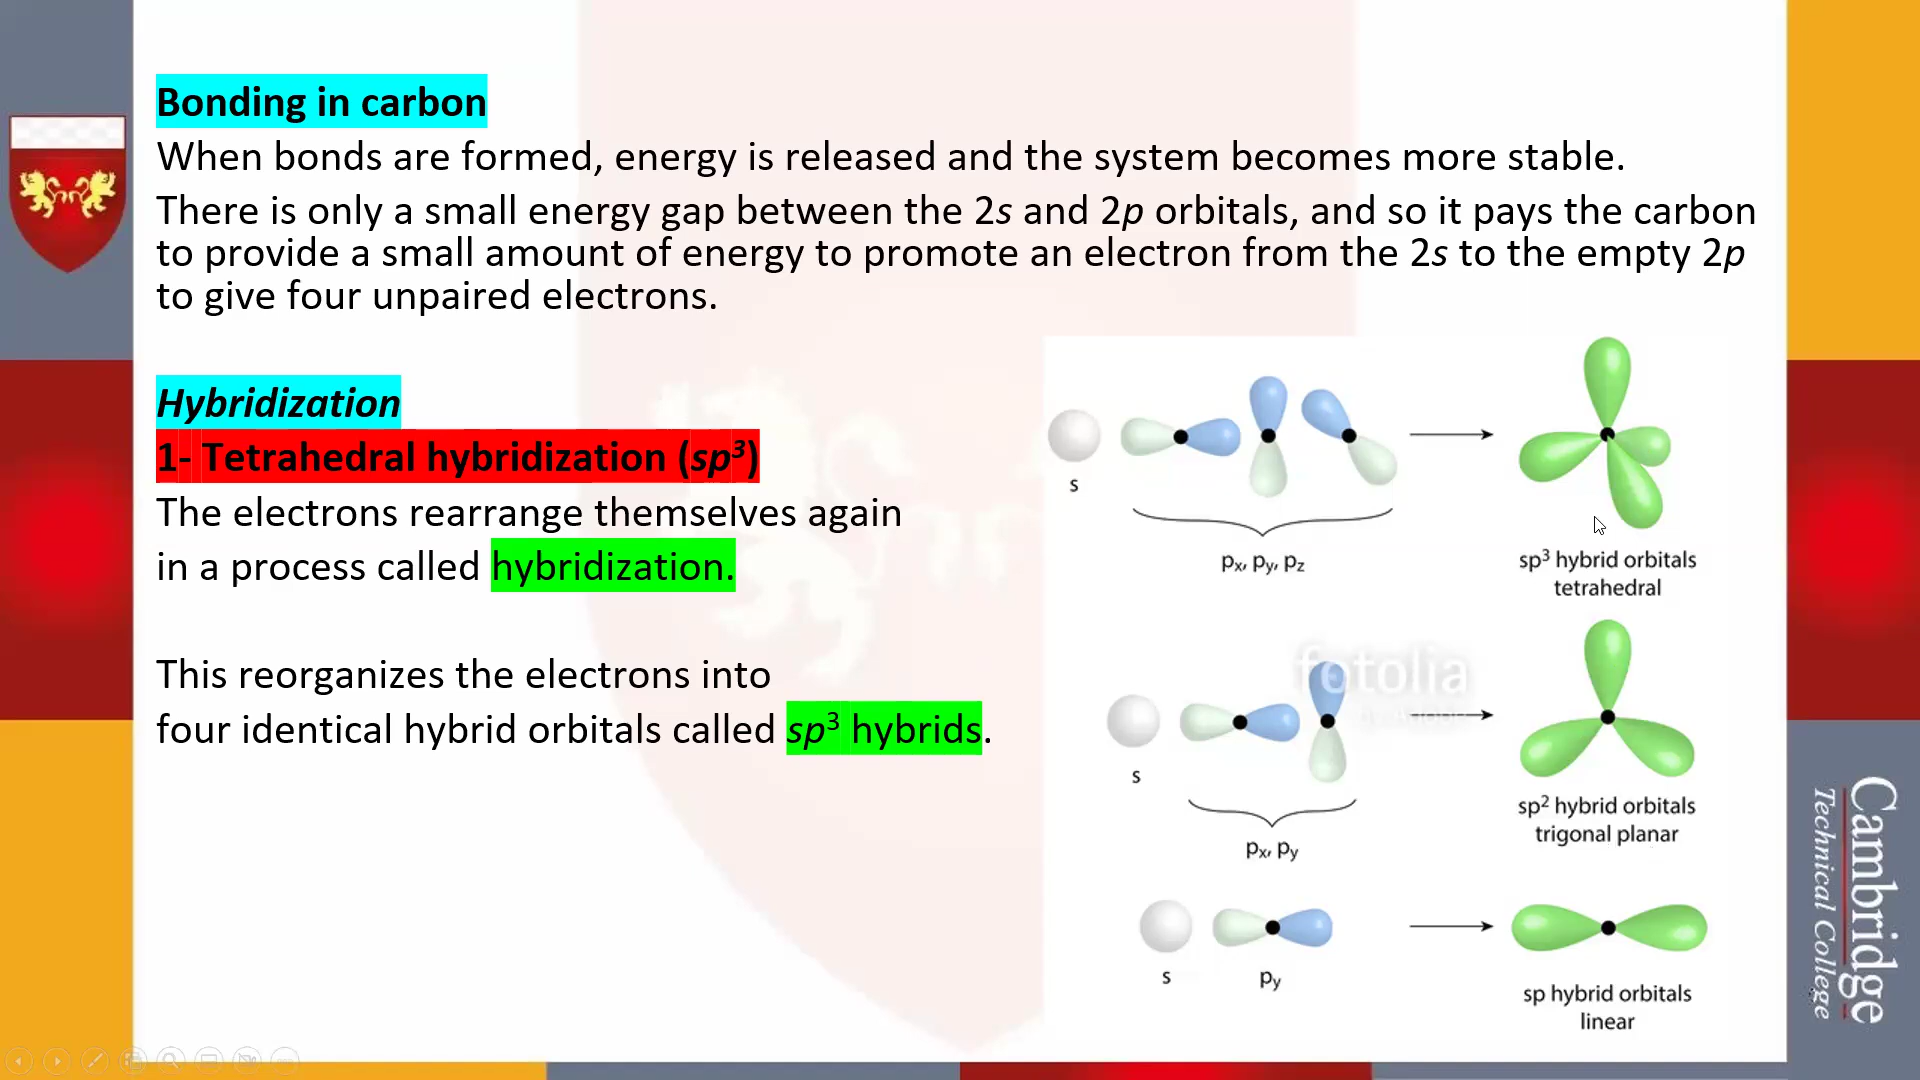 Bonding in carbon
When bonds are formed, energy is released and the system becomes more stable.
There is only a small energy gap between the 2s and 2p orbitals, and so it pays the carbon
to provide a small amount of energy to promote an electron from the 2s to the empty 2p
to give four unpaired electrons.
Hybridization
1- Tetrahedral hybridization (sp³)
The electrons rearrange themselves again
in a process called hybridization.
This reorganizes the electrons into
four identical hybrid orbitals called sp³ hybrids.
s
pₓ, pᵧ, p_z
sp³ hybrid orbitals
tetrahedral
fotolia
s
pₓ, pᵧ
sp² hybrid orbitals
trigonal planar
s
pᵧ
sp hybrid orbitals
linear
Cambridge
Technical College